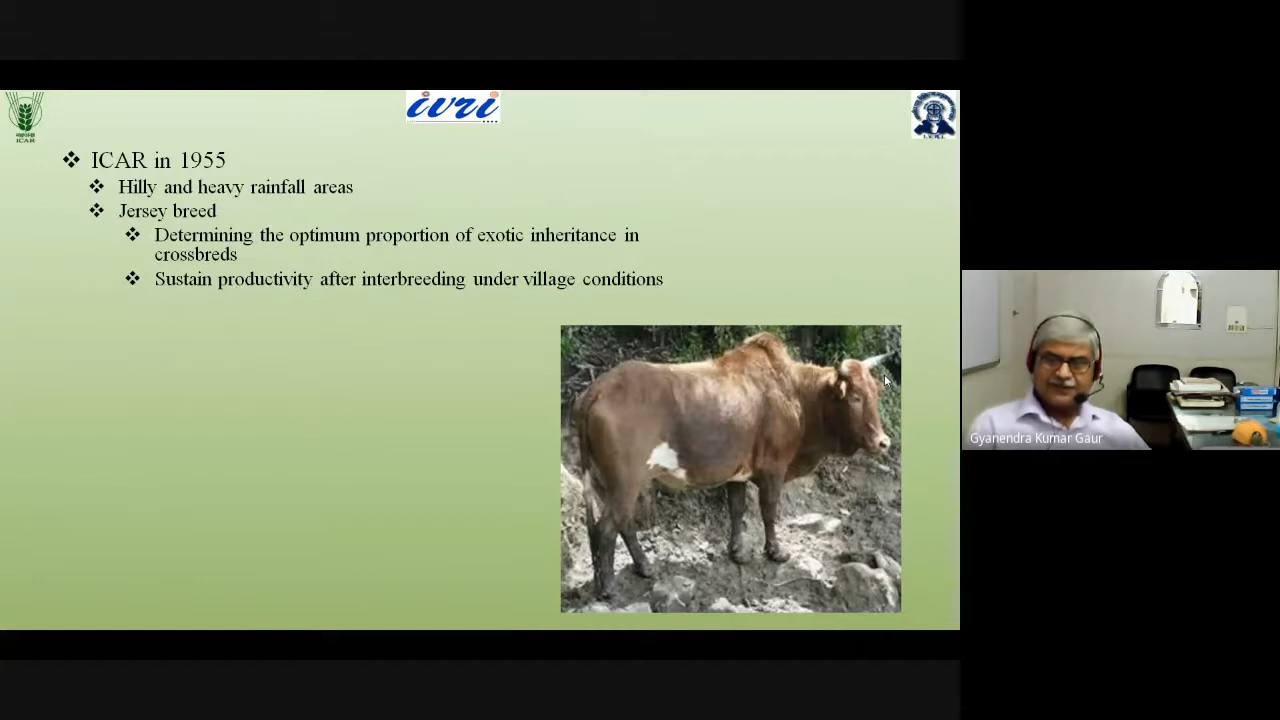 ivri
ICAR
I.V.R.I.
❖ ICAR in 1955
❖ Hilly and heavy rainfall areas
❖ Jersey breed
❖ Determining the optimum proportion of exotic inheritance in
crossbreds
❖ Sustain productivity after interbreeding under village conditions
Gyanendra Kumar Gaur